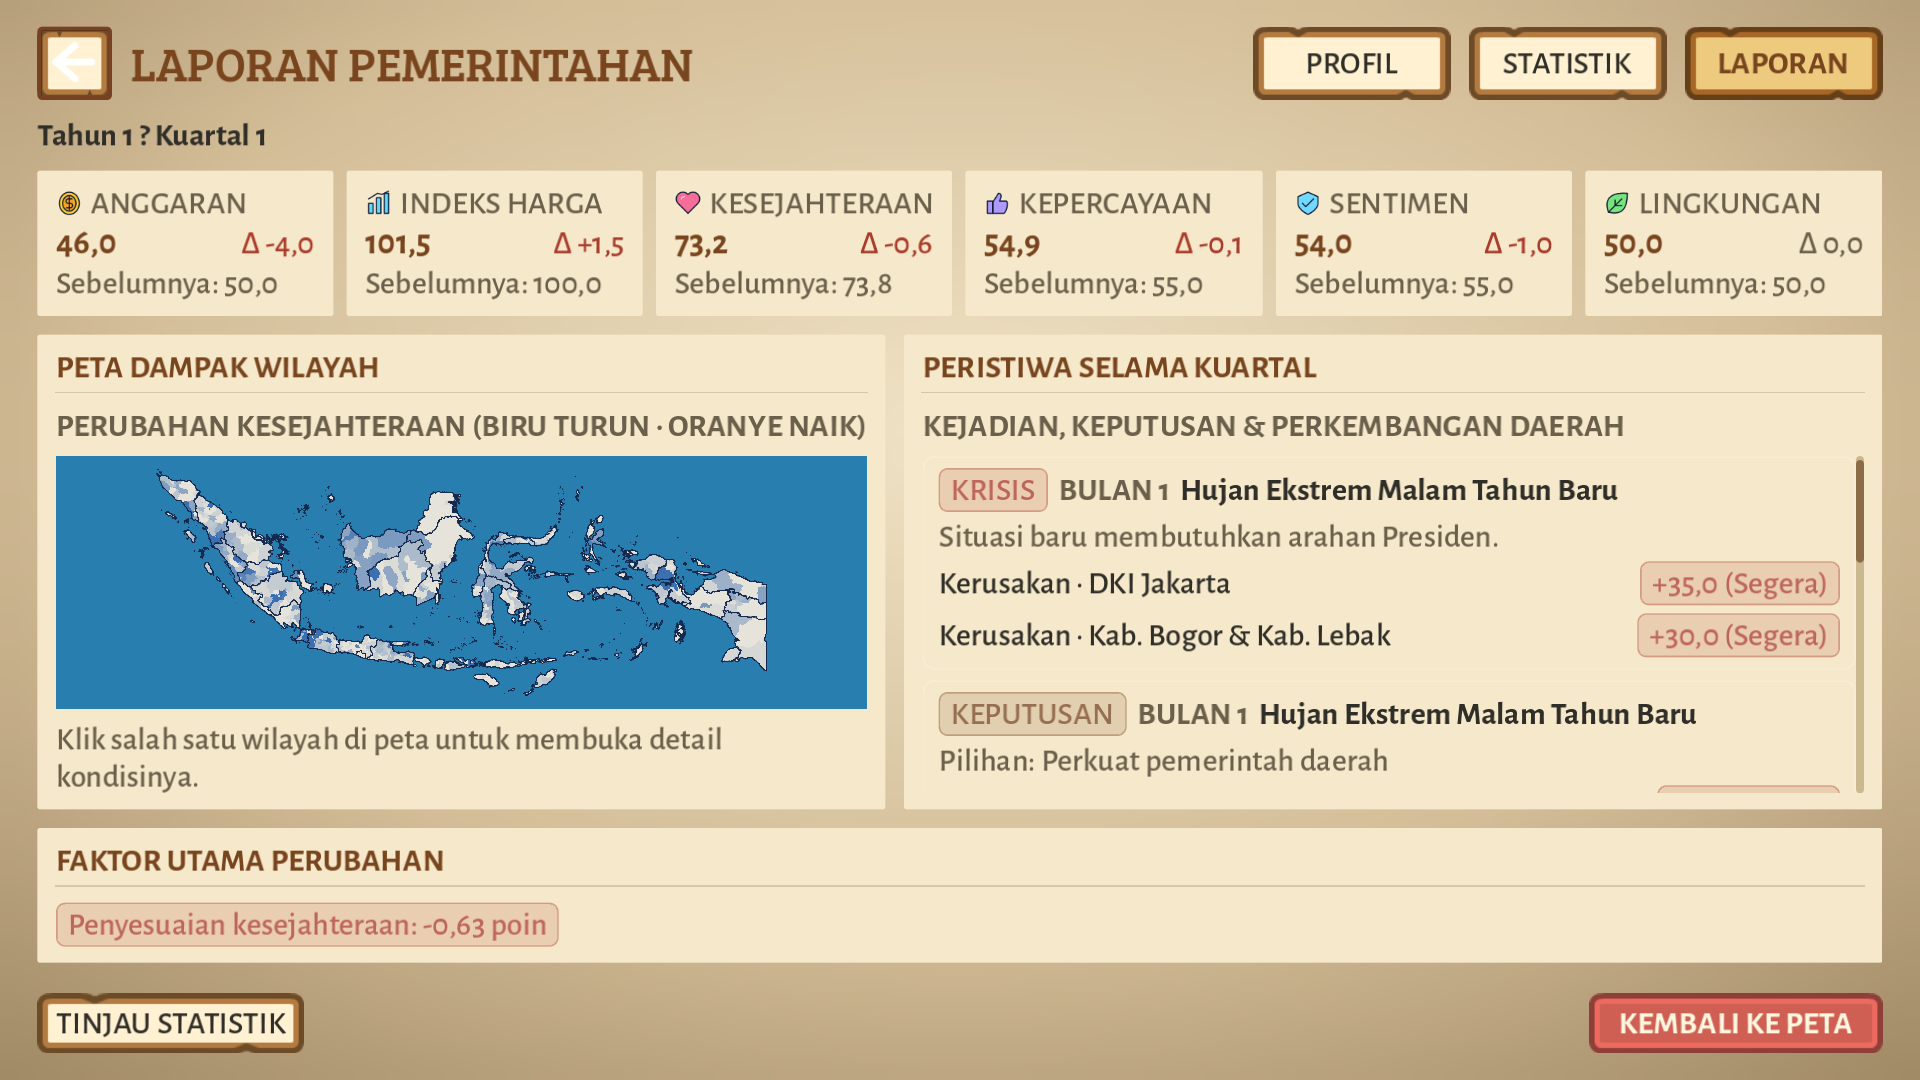 LAPORAN PEMERINTAHAN
PROFIL
STATISTIK
LAPORAN
Tahun 1 ? Kuartal 1
ANGGARAN
46,0 Δ -4,0
Sebelumnya: 50,0
INDEKS HARGA
101,5 Δ +1,5
Sebelumnya: 100,0
KESEJAHTERAAN
73,2 Δ -0,6
Sebelumnya: 73,8
KEPERCAYAAN
54,9 Δ -0,1
Sebelumnya: 55,0
SENTIMEN
54,0 Δ -1,0
Sebelumnya: 55,0
LINGKUNGAN
50,0 Δ 0,0
Sebelumnya: 50,0
PETA DAMPAK WILAYAH
PERUBAHAN KESEJAHTERAAN (BIRU TURUN · ORANYE NAIK)
Klik salah satu wilayah di peta untuk membuka detail
kondisinya.
PERISTIWA SELAMA KUARTAL
KEJADIAN, KEPUTUSAN & PERKEMBANGAN DAERAH
KRISIS BULAN 1 Hujan Ekstrem Malam Tahun Baru
Situasi baru membutuhkan arahan Presiden.
Kerusakan · DKI Jakarta +35,0 (Segera)
Kerusakan · Kab. Bogor & Kab. Lebak +30,0 (Segera)
KEPUTUSAN BULAN 1 Hujan Ekstrem Malam Tahun Baru
Pilihan: Perkuat pemerintah daerah
FAKTOR UTAMA PERUBAHAN
Penyesuaian kesejahteraan: -0,63 poin
TINJAU STATISTIK
KEMBALI KE PETA